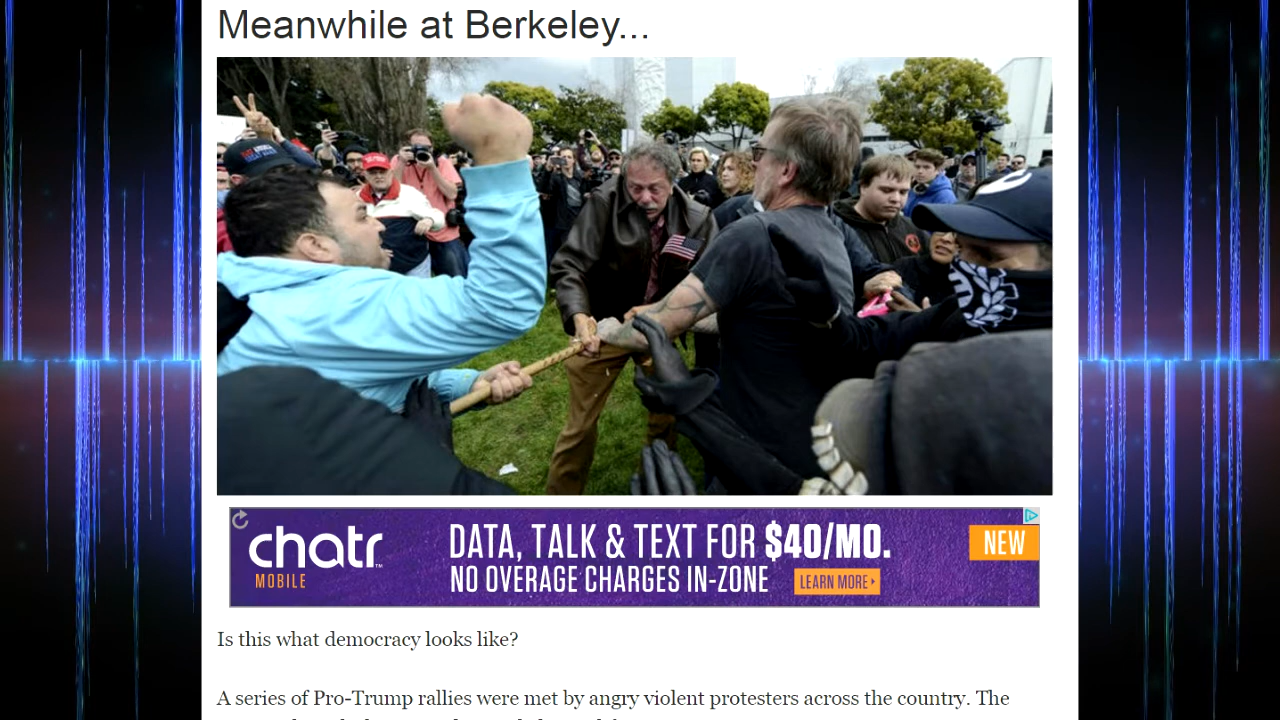 Meanwhile at Berkeley...
chatr
MOBILE
DATA, TALK & TEXT FOR $40/MO.
NO OVERAGE CHARGES IN-ZONE
LEARN MORE
NEW
Is this what democracy looks like?
A series of Pro-Trump rallies were met by angry violent protesters across the country. The